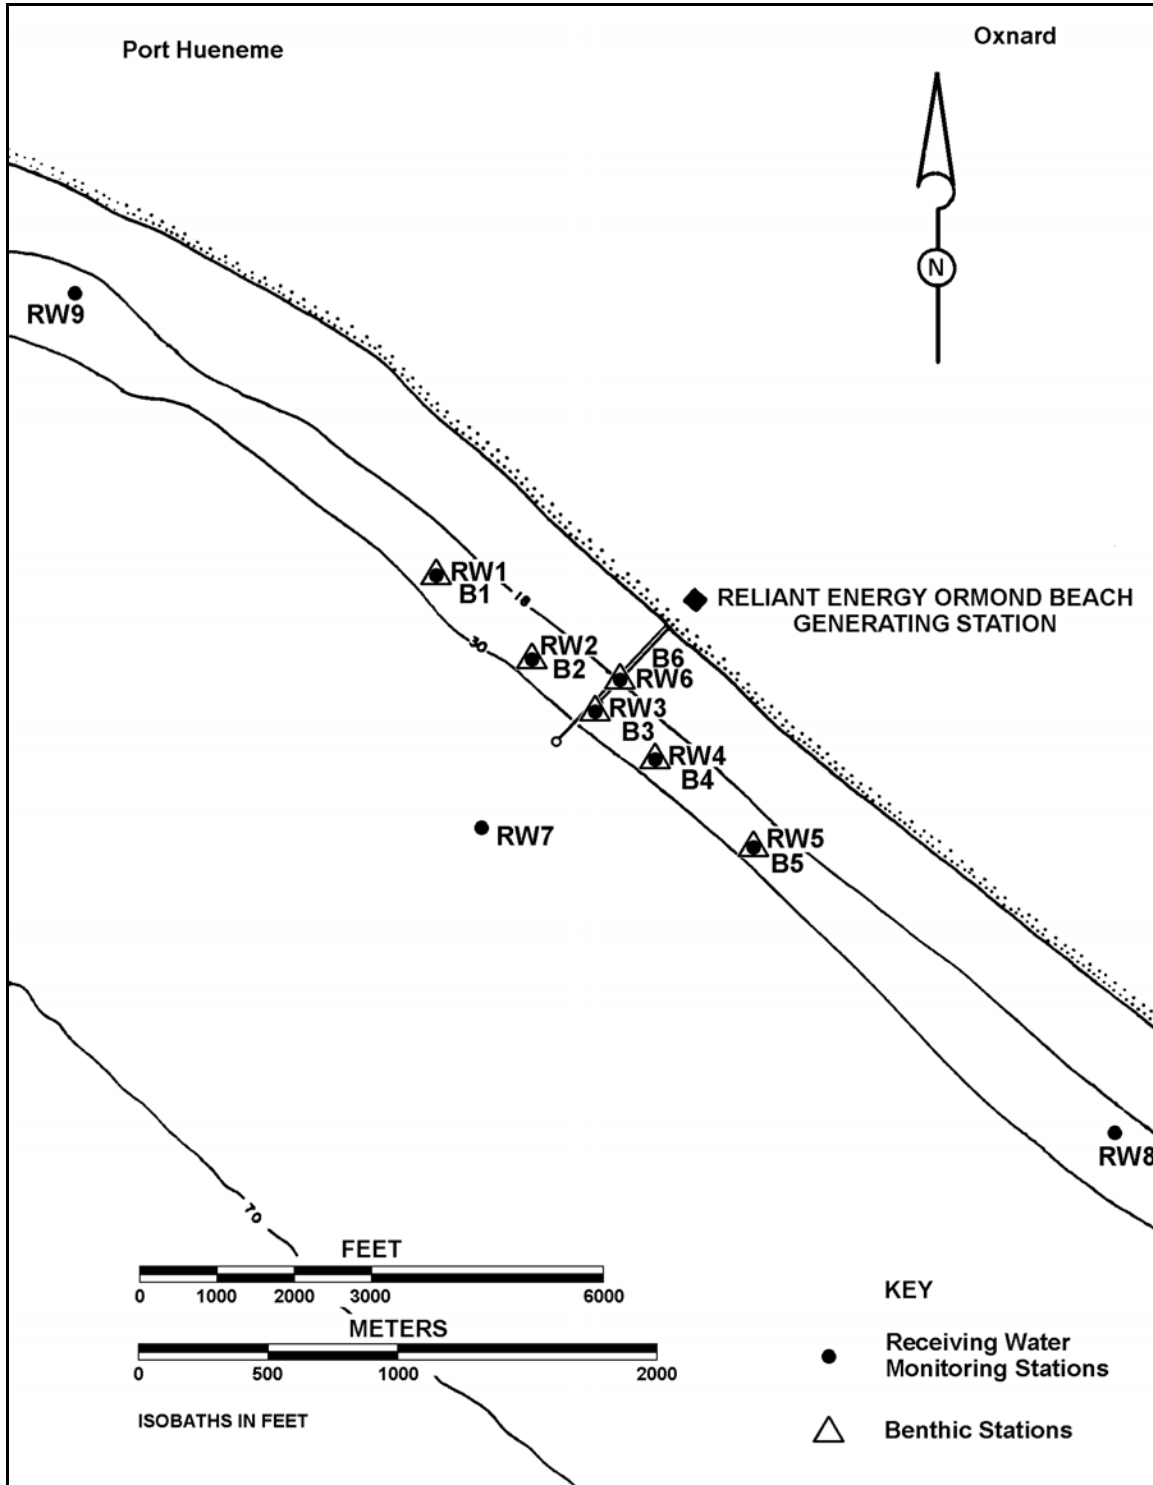 Port Hueneme
Oxnard
N
RW9
RW1
B1
18
30
RW2
B2
RELIANT ENERGY ORMOND BEACH
GENERATING STATION
B6
RW6
RW3
B3
RW4
B4
RW7
RW5
B5
RW8
70
FEET
0 1000 2000 3000 6000
METERS
0 500 1000 2000
ISOBATHS IN FEET
KEY
Receiving Water
Monitoring Stations
Benthic Stations